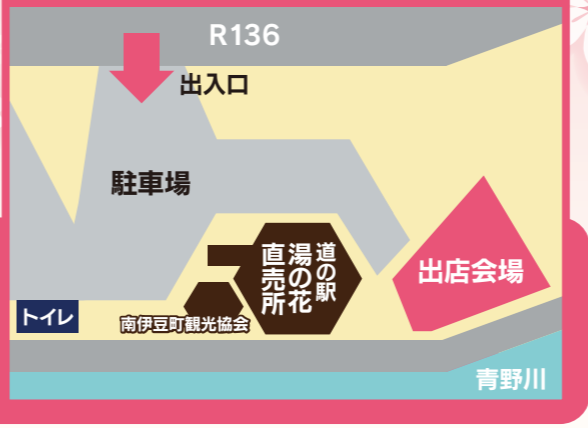 R136
出入口
駐車場
道の駅
湯の花
直売所
出店会場
トイレ
南伊豆町観光協会
青野川